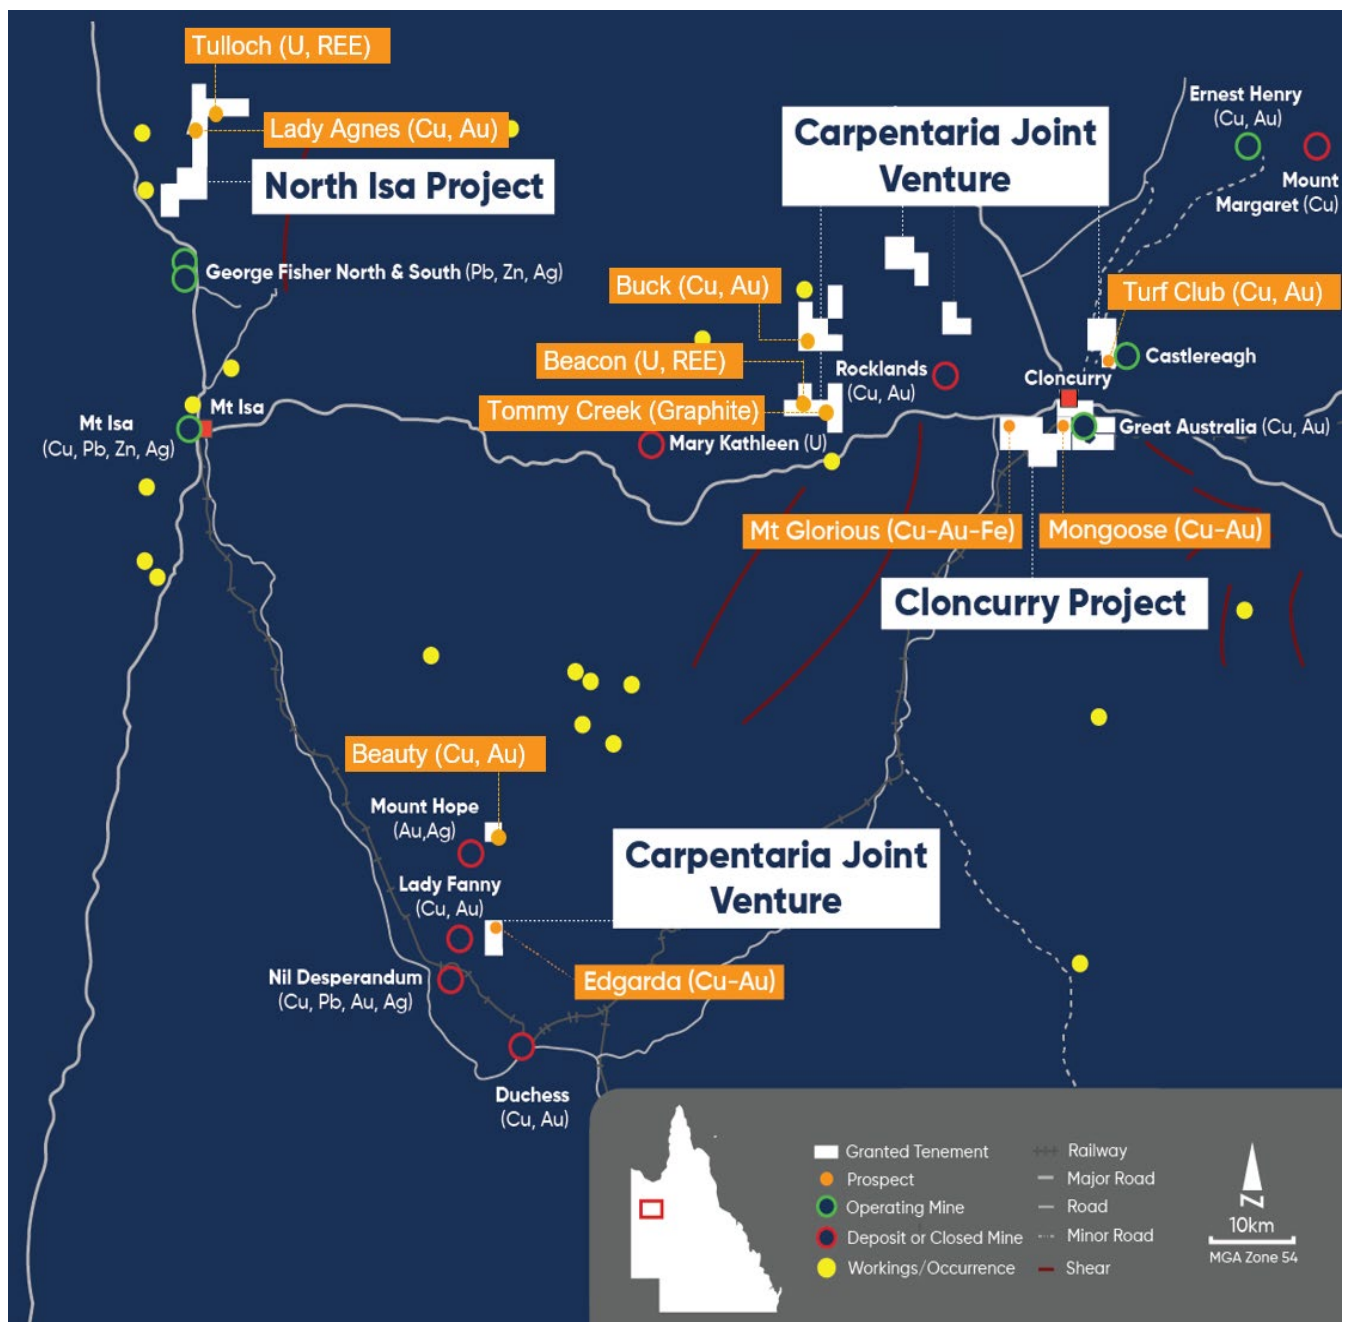 Tulloch (U, REE)
Lady Agnes (Cu, Au)
North Isa Project
George Fisher North & South (Pb, Zn, Ag)
Carpentaria Joint
Venture
Ernest Henry
(Cu, Au)
Mount
Margaret (Cu)
Buck (Cu, Au)
Turf Club (Cu, Au)
Beacon (U, REE)
Rocklands
(Cu, Au)
Castlereagh
Cloncurry
Tommy Creek (Graphite)
Mt Isa
Mt Isa
(Cu, Pb, Zn, Ag)
Mary Kathleen (U)
Great Australia (Cu, Au)
Mt Glorious (Cu-Au-Fe)
Mongoose (Cu-Au)
Cloncurry Project
Beauty (Cu, Au)
Mount Hope
(Au,Ag)
Carpentaria Joint
Venture
Lady Fanny
(Cu, Au)
Nil Desperandum
(Cu, Pb, Au, Ag)
Edgarda (Cu-Au)
Duchess
(Cu, Au)
Granted Tenement
Prospect
Operating Mine
Deposit or Closed Mine
Workings/Occurrence
Railway
Major Road
Road
Minor Road
Shear
N
10km
MGA Zone 54